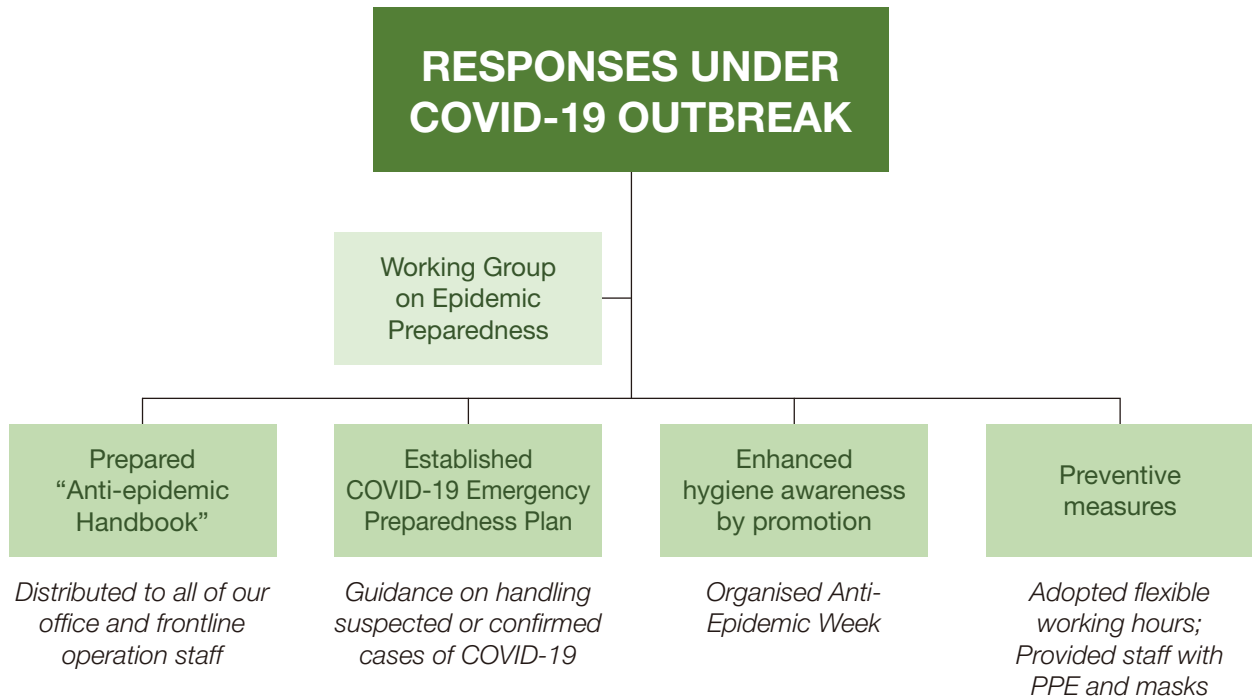 RESPONSES UNDER
COVID-19 OUTBREAK
Working Group
on Epidemic
Preparedness
Prepared
“Anti-epidemic
Handbook”
Distributed to all of our
office and frontline
operation staff
Established
COVID-19 Emergency
Preparedness Plan
Guidance on handling
suspected or confirmed
cases of COVID-19
Enhanced
hygiene awareness
by promotion
Organised Anti-
Epidemic Week
Preventive
measures
Adopted flexible
working hours;
Provided staff with
PPE and masks